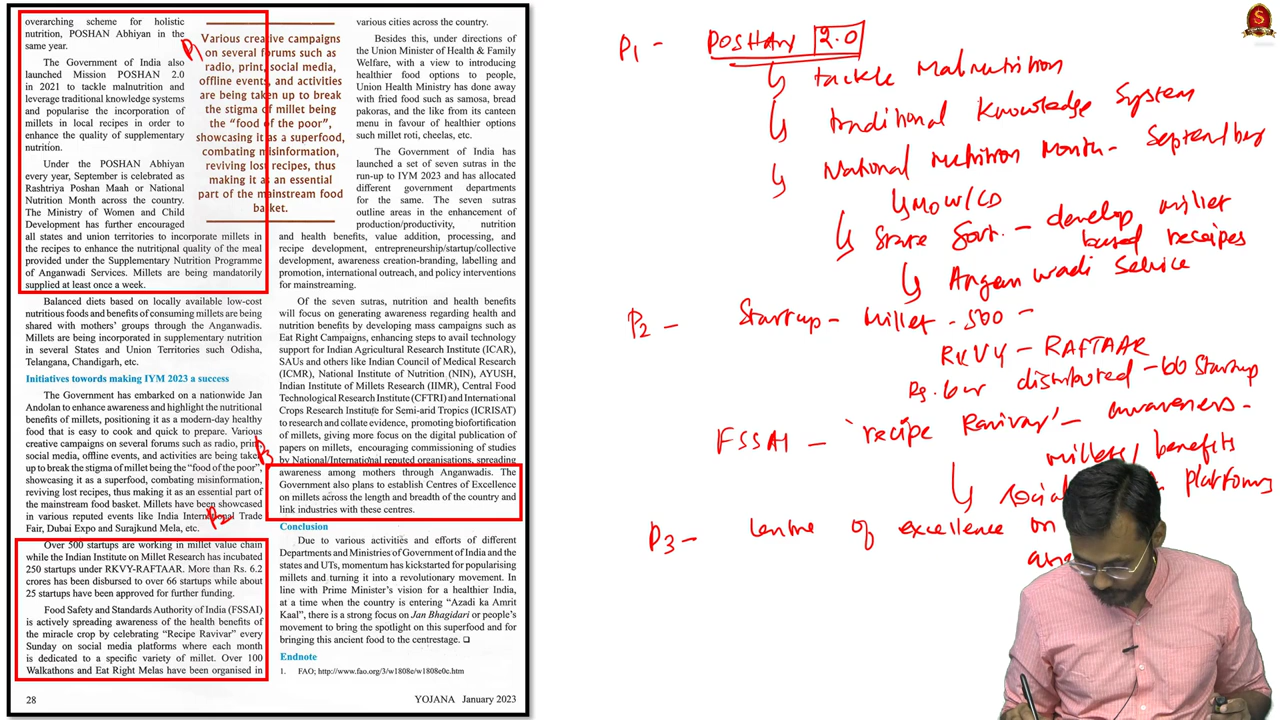 overarching scheme for holistic
nutrition, POSHAN Abhiyan in the
same year.
The Government of India also
launched Mission POSHAN 2.0
in 2021 to tackle malnutrition and
leverage traditional knowledge systems
and popularise the incorporation of
millets in local recipes in order to
enhance the quality of supplementary
nutrition.
Under the POSHAN Abhiyan
every year, September is celebrated as
Rashtriya Poshan Maah or National
Nutrition Month across the country.
The Ministry of Women and Child
Development has further encouraged
all states and union territories to incorporate millets in
the recipes to enhance the nutritional quality of the meal
provided under the Supplementary Nutrition Programme
of Anganwadi Services. Millets are being mandatorily
supplied at least once a week.
Balanced diets based on locally available low-cost
nutritious foods and benefits of consuming millets are being
shared with mothers' groups through the Anganwadis.
Millets are being incorporated in supplementary nutrition
in several States and Union Territories such Odisha,
Telangana, Chandigarh, etc.
Initiatives towards making IYM 2023 a success
The Government has embarked on a nationwide Jan
Andolan to enhance awareness and highlight the nutritional
benefits of millets, positioning it as a modern-day healthy
food that is easy to cook and quick to prepare. Various
creative campaigns on several forums such as radio, print,
social media, offline events, and activities are being taken
up to break the stigma of millet being the "food of the poor",
showcasing it as a superfood, combating misinformation,
reviving lost recipes, thus making it as an essential part of
the mainstream food basket. Millets have been showcased
in various reputed events like India International Trade
Fair, Dubai Expo and Surajkund Mela, etc.
Over 500 startups are working in millet value chain
while the Indian Institute on Millet Research has incubated
250 startups under RKVY-RAFTAAR. More than Rs. 6.2
crores has been disbursed to over 66 startups while about
25 startups have been approved for further funding.
Food Safety and Standards Authority of India (FSSAI)
is actively spreading awareness of the health benefits of
the miracle crop by celebrating "Recipe Ravivar" every
Sunday on social media platforms where each month
is dedicated to a specific variety of millet. Over 100
Walkathons and Eat Right Melas have been organised in
28
Various creative campaigns
on several forums such as
radio, print, social media,
offline events, and activities
are being taken up to break
the stigma of millet being
the "food of the poor",
showcasing it as a superfood,
combating misinformation,
reviving lost recipes, thus
making it as an essential
part of the mainstream food
basket.
various cities across the country.
Besides this, under directions of
the Union Minister of Health & Family
Welfare, with a view to introducing
healthier food options to people,
Union Health Ministry has done away
with fried food such as samosa, bread
pakoras, and the like from its canteen
menu in favour of healthier options
such millet roti, cheelas, etc.
The Government of India has
launched a set of seven sutras in the
run-up to IYM 2023 and has allocated
different government departments
for the same. The seven sutras
outline areas in the enhancement of
production/productivity, nutrition
and health benefits, value addition, processing, and
recipe development, entrepreneurship/startup/collective
development, awareness creation-branding, labelling and
promotion, international outreach, and policy interventions
for mainstreaming.
Of the seven sutras, nutrition and health benefits
will focus on generating awareness regarding health and
nutrition benefits by developing mass campaigns such as
Eat Right Campaigns, enhancing steps to avail technology
support for Indian Agricultural Research Institute (ICAR),
SAUs and others like Indian Council of Medical Research
(ICMR), National Institute of Nutrition (NIN), AYUSH,
Indian Institute of Millets Research (IIMR), Central Food
Technological Research Institute (CFTRI) and International
Crops Research Institute for Semi-arid Tropics (ICRISAT)
to research and collate evidence, promoting biofortification
of millets, giving more focus on the digital publication of
papers on millets, encouraging commissioning of studies
by National/International reputed organisations, spreading
awareness among mothers through Anganwadis. The
Government also plans to establish Centres of Excellence
on millets across the length and breadth of the country and
link industries with these centres.
Conclusion
Due to various activities and efforts of different
Departments and Ministries of Government of India and the
states and UTs, momentum has kickstarted for popularising
millets and turning it into a revolutionary movement. In
line with Prime Minister's vision for a healthier India,
at a time when the country is entering "Azadi ka Amrit
Kaal", there is a strong focus on Jan Bhagidari or people's
movement to bring the spotlight on this superfood and for
bringing this ancient food to the centrestage.
Endnote
1. FAO; http://www.fao.org/3/w1808e/w1808e0c.htm
YOJANA January 2023
P1
P2
P3
P1 - POSHAN 2.0
tackle Malnutrition
traditional Knowledge System
National Nutrition Month - September
MOW/CD
State Govt. - develop millet
based receipes
Anganwadi Service
P2 - Startup - Millet - 500 -
RKVY - RAFTAAR
Rs. 6cr distributed - 66 Startup
FSSAI - 'recipe Ravivar' - awareness -
millets/benefits
social platforms
P3 - Centre of excellence on
S